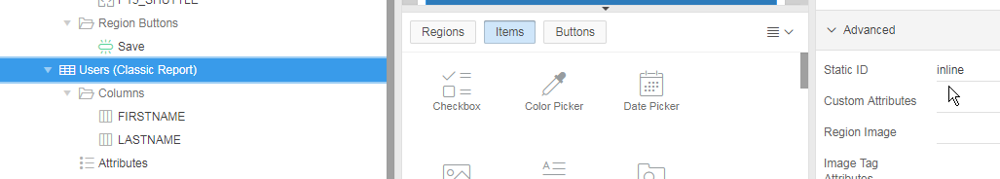 P15_SHUTTLE
Region Buttons
Save
Users (Classic Report)
Columns
FIRSTNAME
LASTNAME
Attributes
Regions
Items
Buttons
Checkbox
Color Picker
Date Picker
Advanced
Static ID
inline
Custom Attributes
Region Image
Image Tag
Attributes